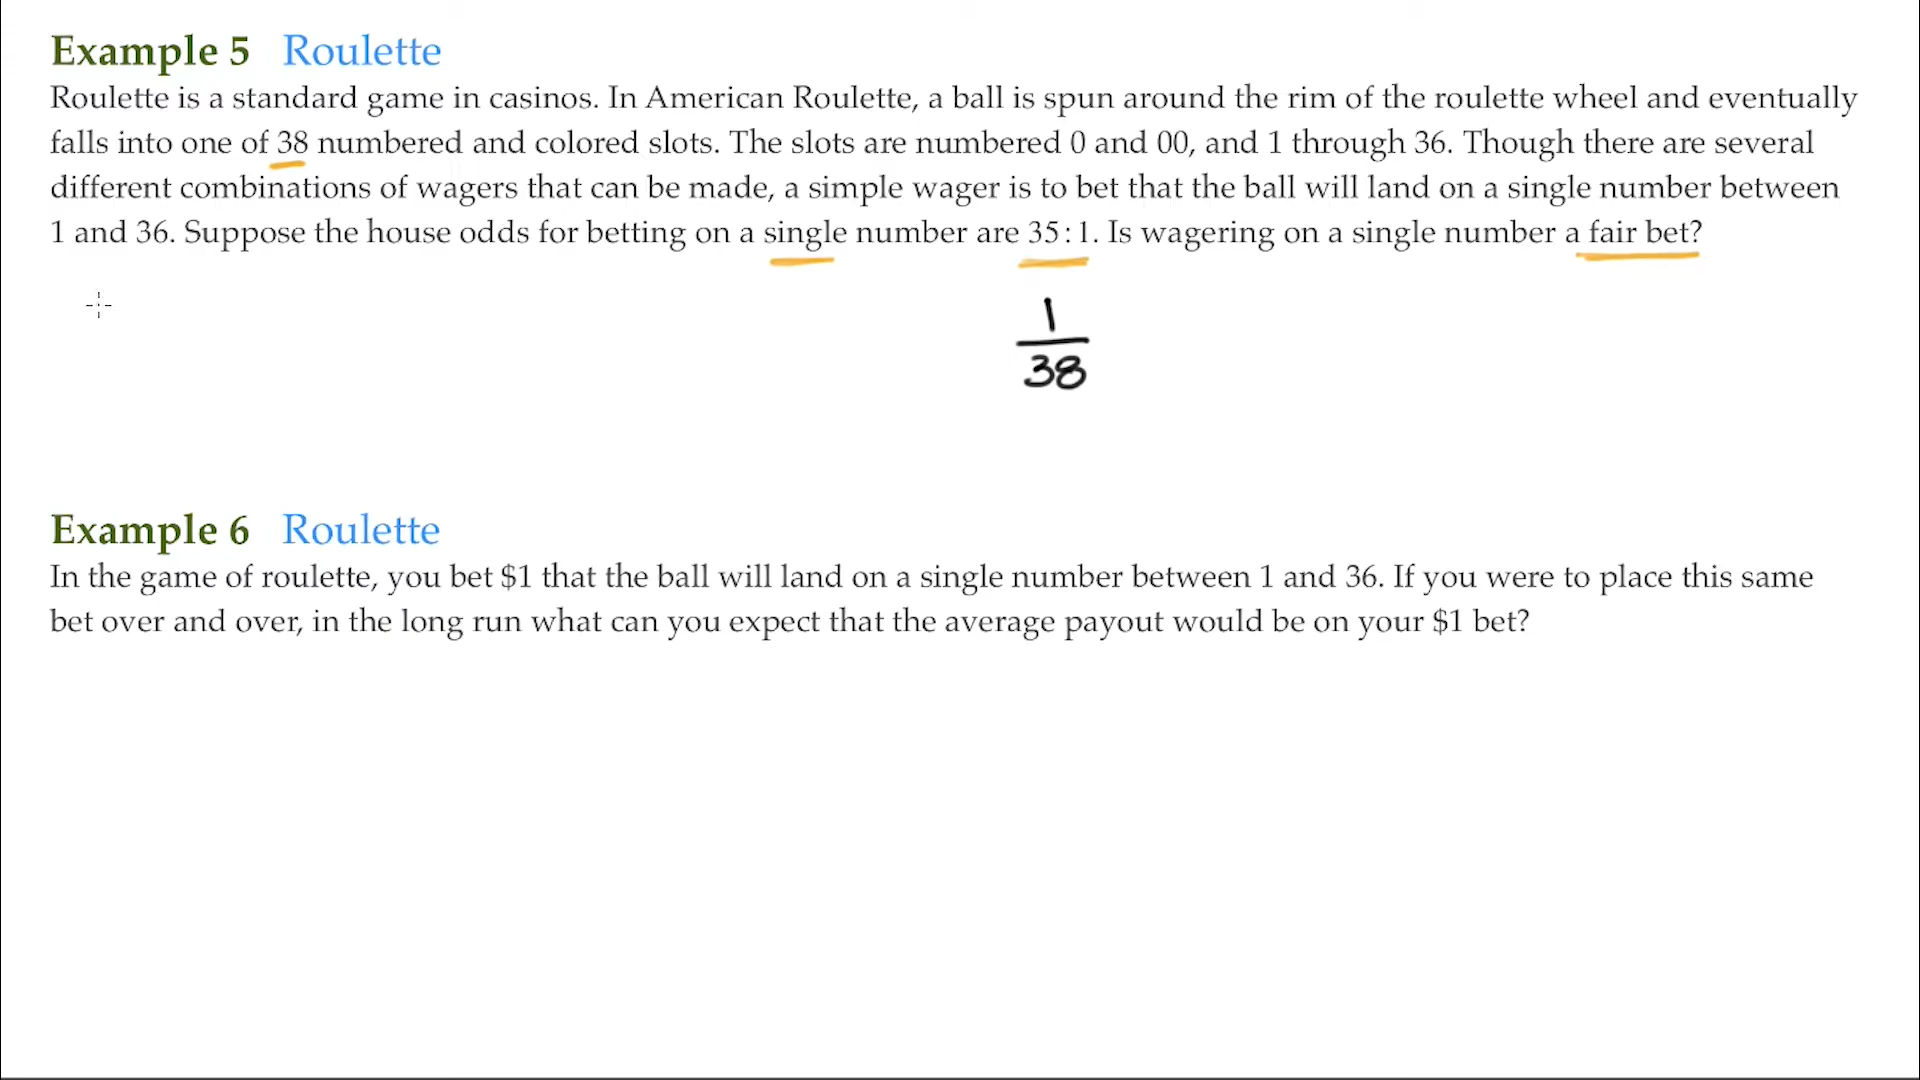 Example 5 Roulette
Roulette is a standard game in casinos. In American Roulette, a ball is spun around the rim of the roulette wheel and eventually
falls into one of 38 numbered and colored slots. The slots are numbered 0 and 00, and 1 through 36. Though there are several
different combinations of wagers that can be made, a simple wager is to bet that the ball will land on a single number between
1 and 36. Suppose the house odds for betting on a single number are 35:1. Is wagering on a single number a fair bet?
1
38
Example 6 Roulette
In the game of roulette, you bet $1 that the ball will land on a single number between 1 and 36. If you were to place this same
bet over and over, in the long run what can you expect that the average payout would be on your $1 bet?